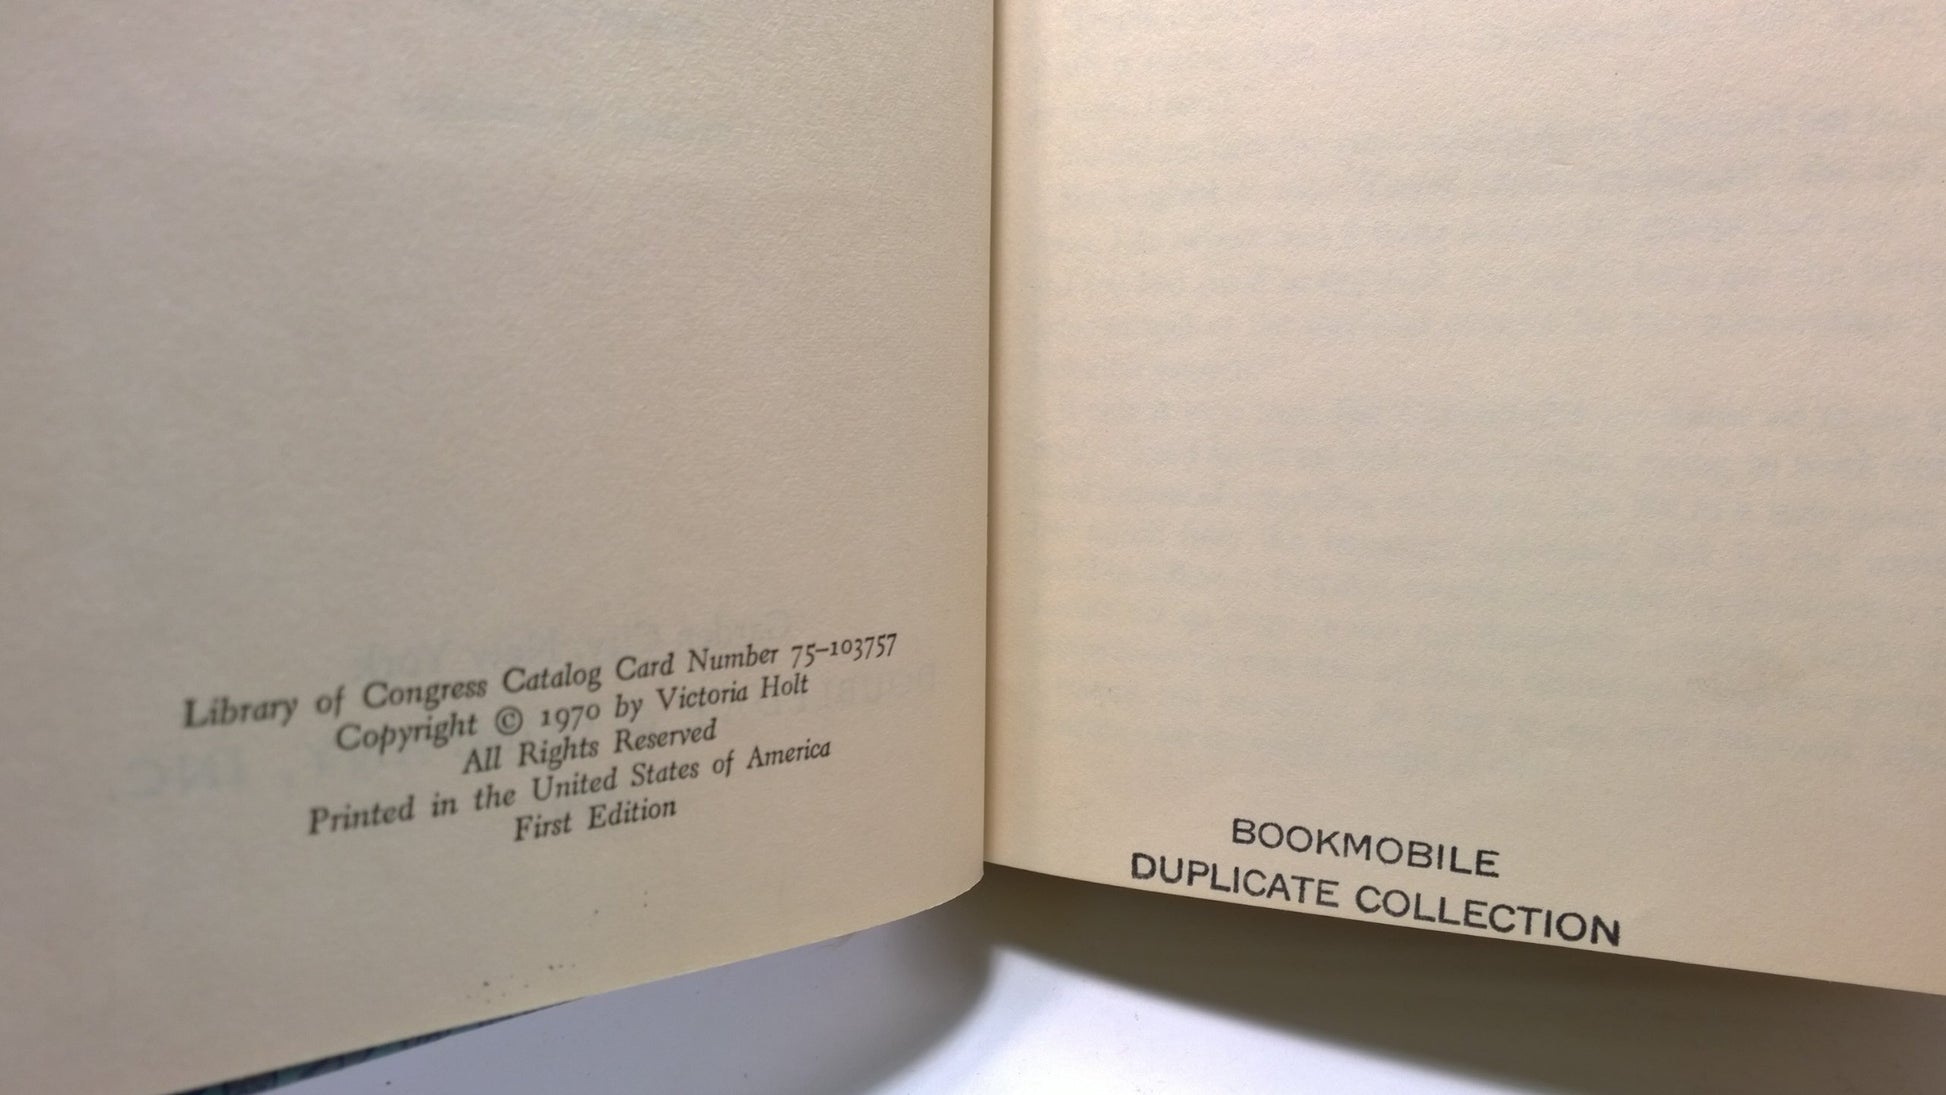 Library of Congress Catalog Card Number 75–103757
Copyright © 1970 by Victoria Holt
All Rights Reserved
Printed in the United States of America
First Edition
BOOKMOBILE
DUPLICATE COLLECTION